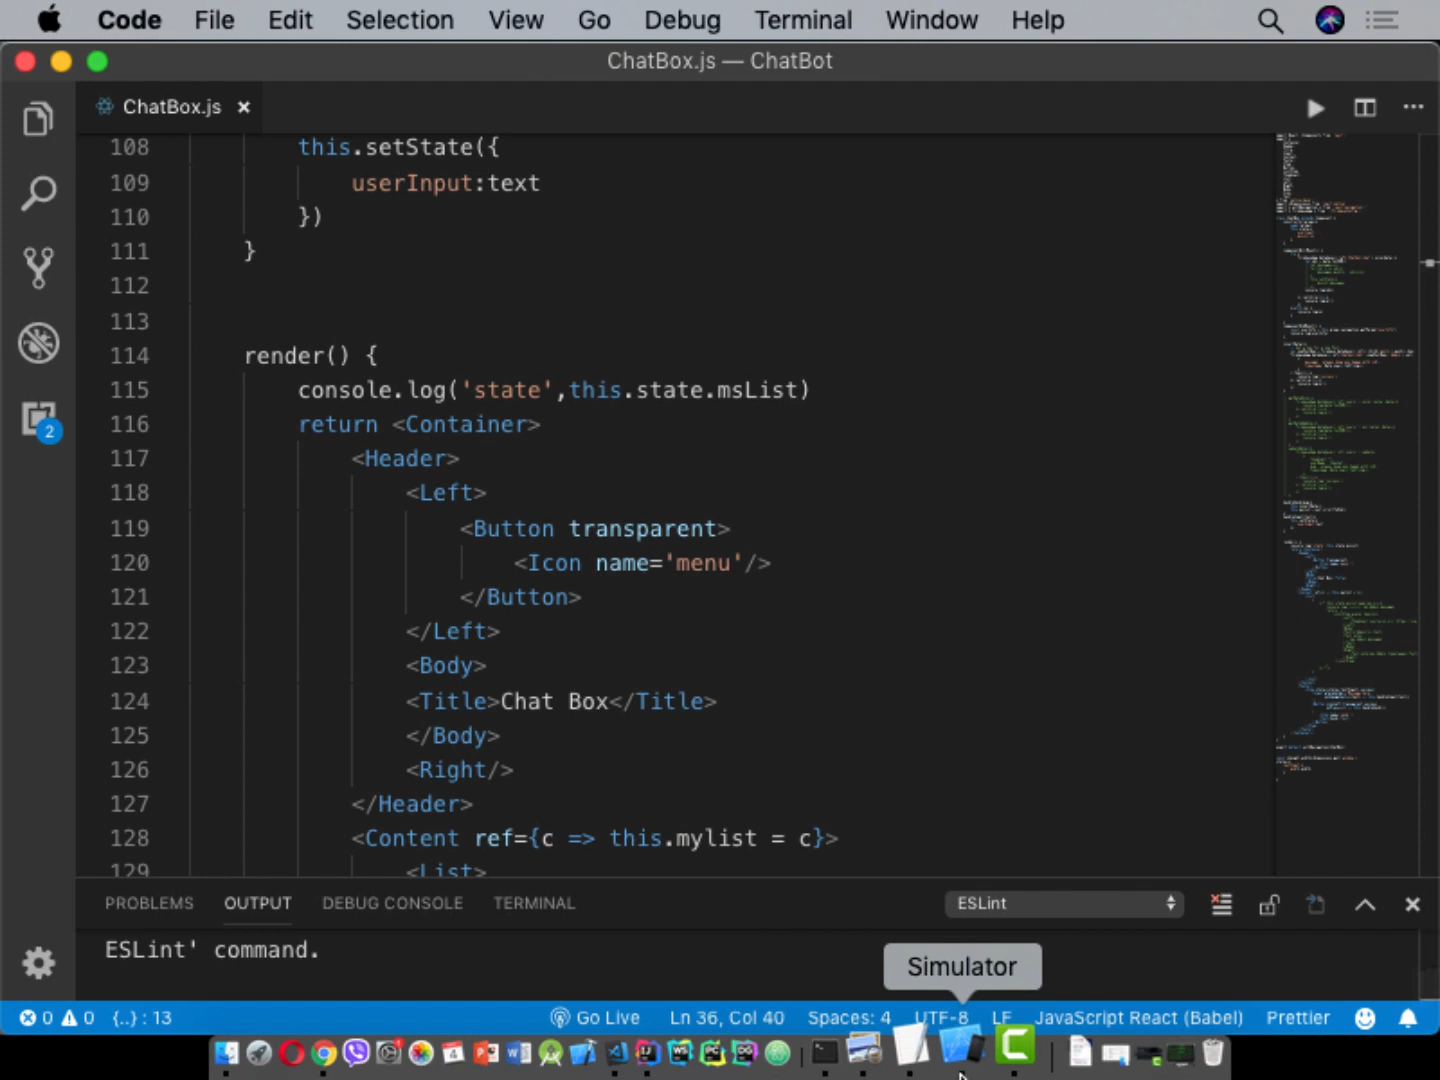 Code File Edit Selection View Go Debug Terminal Window Help
ChatBox.js — ChatBot
ChatBox.js
108 this.setState({
109 userInput:text
110 })
111 }
112
113
114 render() {
115 console.log('state',this.state.msList)
116 return <Container>
117 <Header>
118 <Left>
119 <Button transparent>
120 <Icon name='menu'/>
121 </Button>
122 </Left>
123 <Body>
124 <Title>Chat Box</Title>
125 </Body>
126 <Right/>
127 </Header>
128 <Content ref={c => this.mylist = c}>
129 <List>
2
PROBLEMS OUTPUT DEBUG CONSOLE TERMINAL ESLint
ESLint' command.
Simulator
0 0 {..} : 13 Go Live Ln 36, Col 40 Spaces: 4 UTF-8 LF JavaScript React (Babel) Prettier